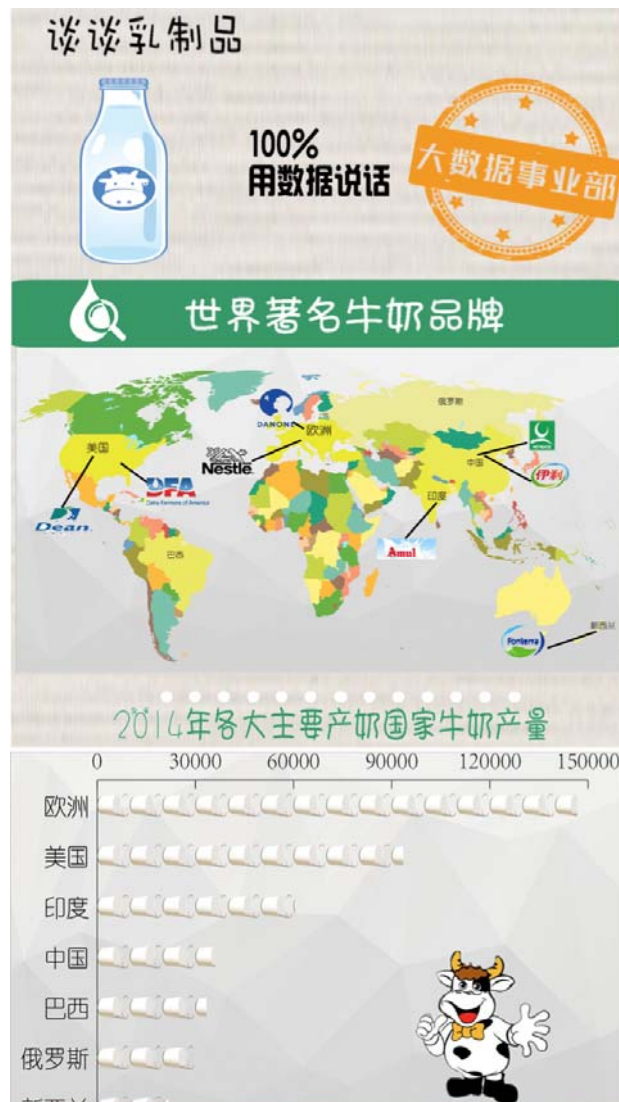 谈谈乳制品
100%
用数据说话
大数据事业部
世界著名牛奶品牌
俄罗斯
DANONE
欧洲
美国
中国
Nestlé
伊利
DFA
Dairy Farmers of America
印度
Dean
Amul
巴西
新西兰
Fonterra
2014年各大主要产奶国家牛奶产量
0 30000 60000 90000 120000 150000
欧洲
美国
印度
中国
巴西
俄罗斯